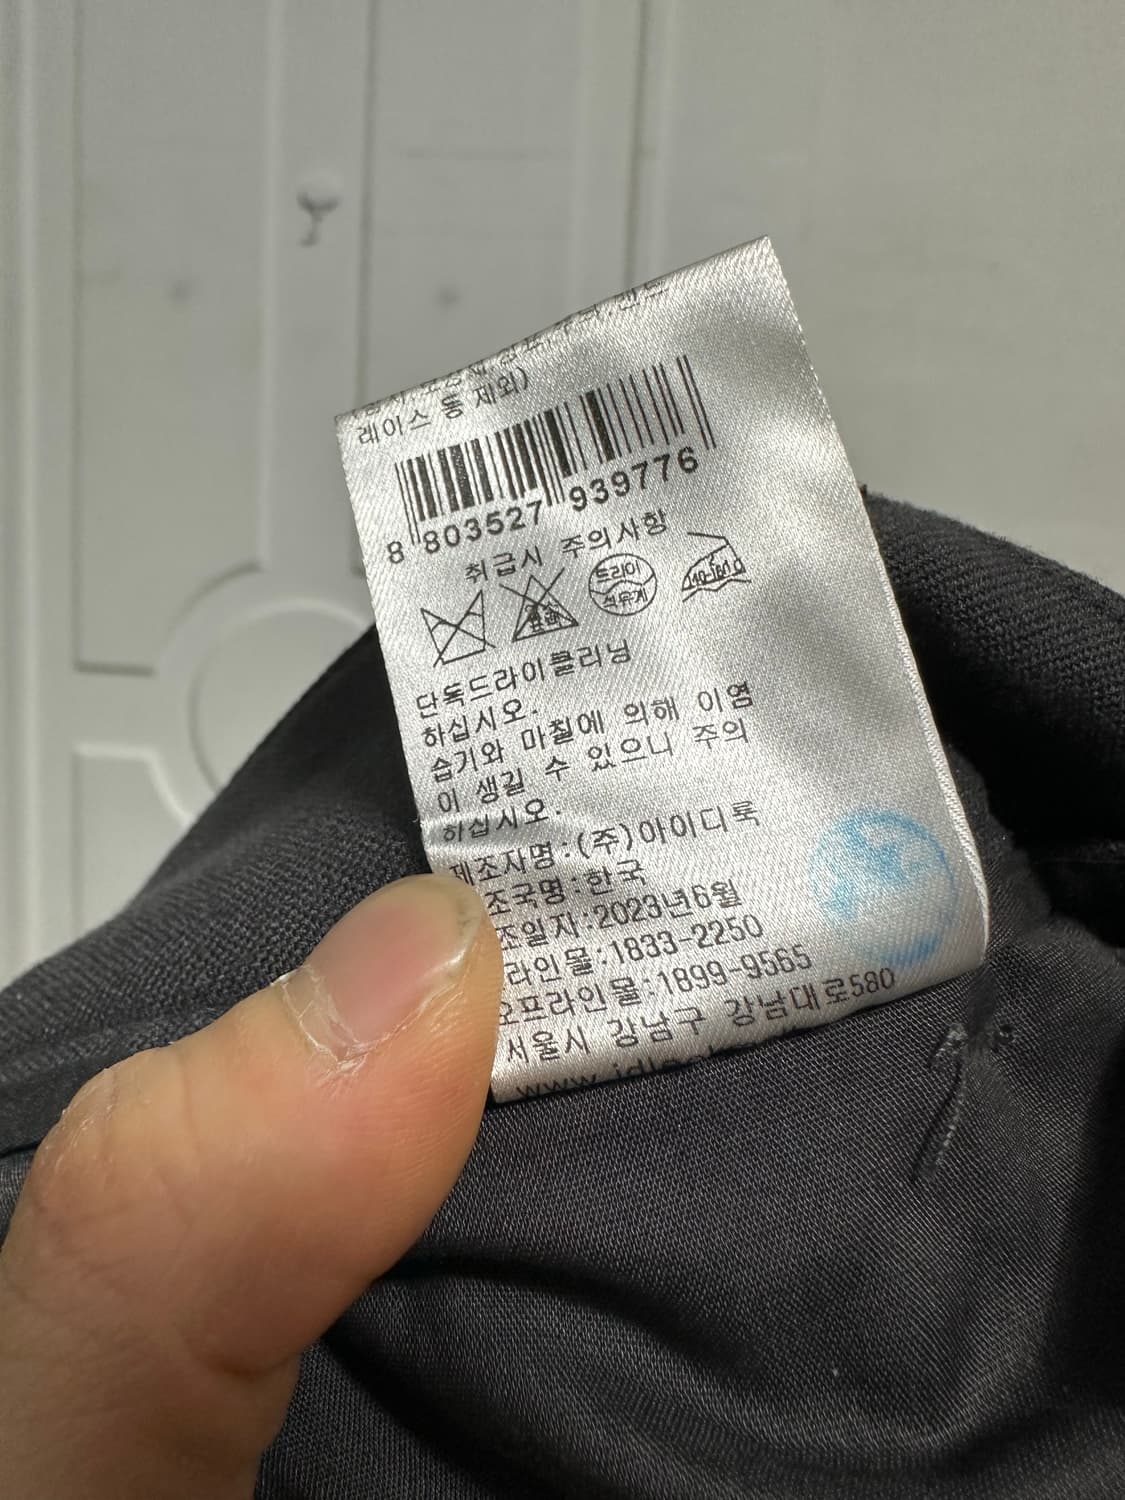 레이스 등 제외)
8 803527 939776
취급시 주의사항
드라이
석유계
단독드라이클리닝
하십시오.
습기와 마찰에 의해 이염
이 생길 수 있으니 주의
하십시오.
제조자명:(주)아이디룩
조국명:한국
조일자:2023년6월
라인몰:1833-2250
오프라인몰:1899-9565
서울시 강남구 강남대로580